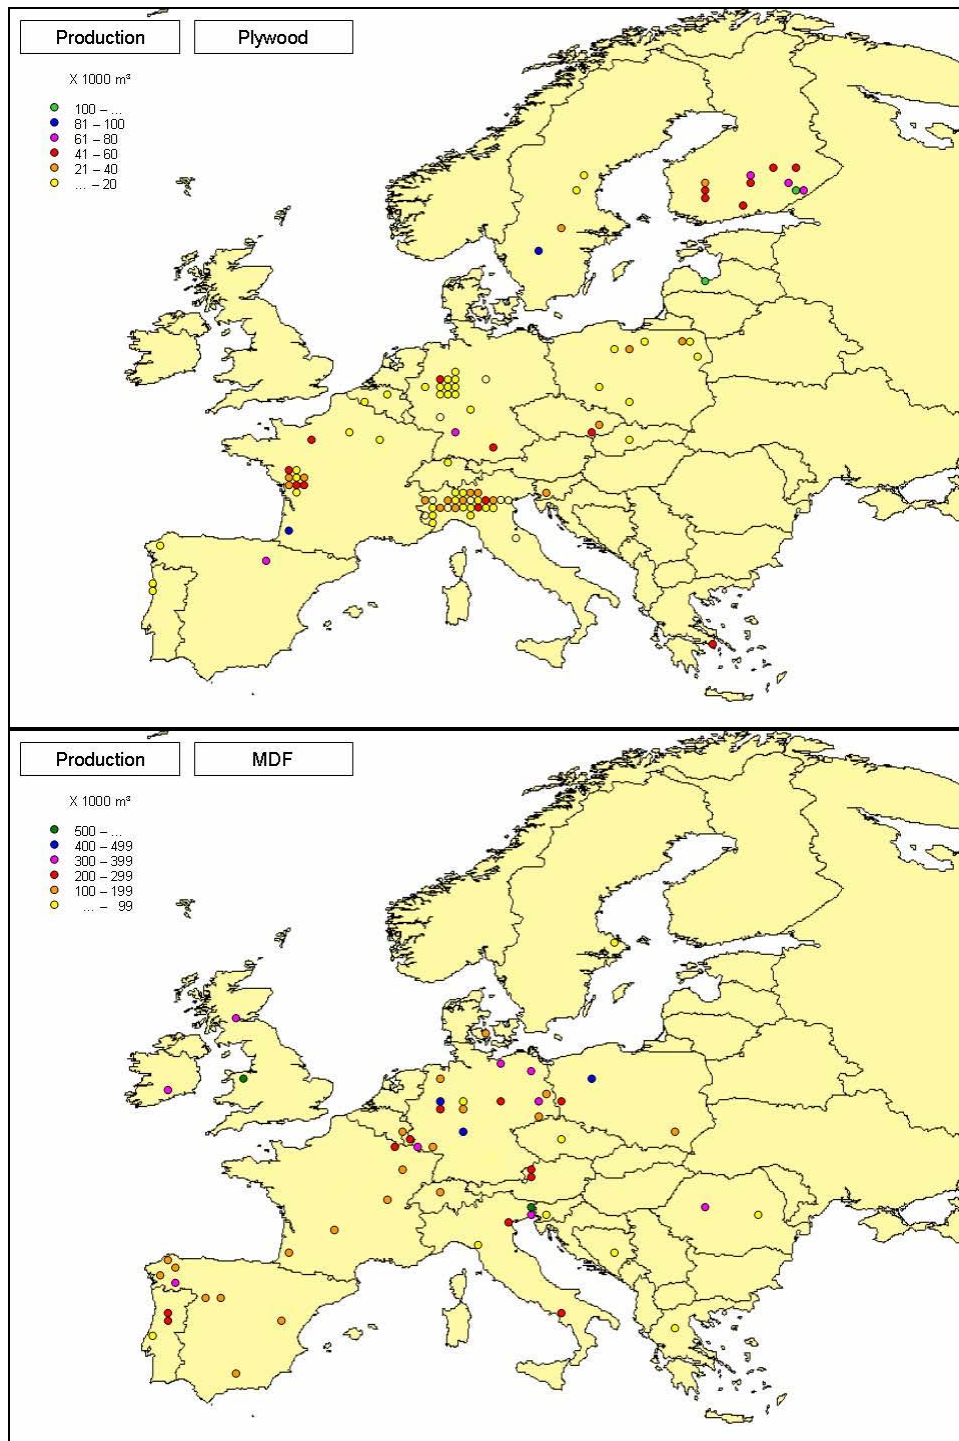 Production
Plywood
X 1000 m³
100 – ...
81 – 100
61 – 80
41 – 60
21 – 40
... – 20
Production
MDF
X 1000 m³
500 – ...
400 – 499
300 – 399
200 – 299
100 – 199
... – 99